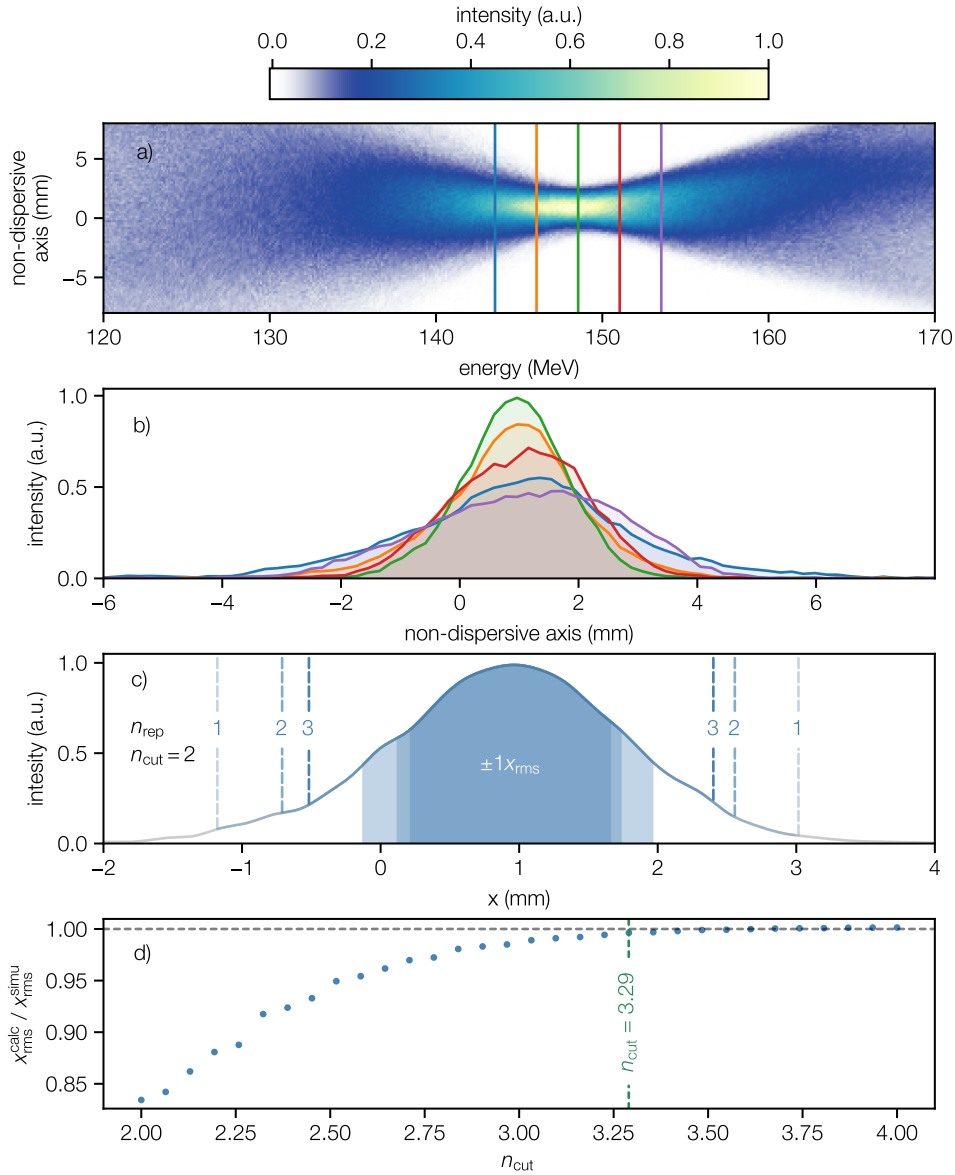 intensity (a.u.)
0.0 0.2 0.4 0.6 0.8 1.0
a)
non-dispersive
axis (mm)
5
0
−5
120 130 140 150 160 170
energy (MeV)
b)
intensity (a.u.)
1.0
0.5
0.0
−6 −4 −2 0 2 4 6
non-dispersive axis (mm)
c)
intesity (a.u.)
1.0
0.5
0.0
n_rep 1 2 3 3 2 1
n_cut = 2
±1x_rms
−2 −1 0 1 2 3 4
x (mm)
d)
x_rms^calc / x_rms^simu
1.00
0.95
0.90
0.85
n_cut = 3.29
2.00 2.25 2.50 2.75 3.00 3.25 3.50 3.75 4.00
n_cut